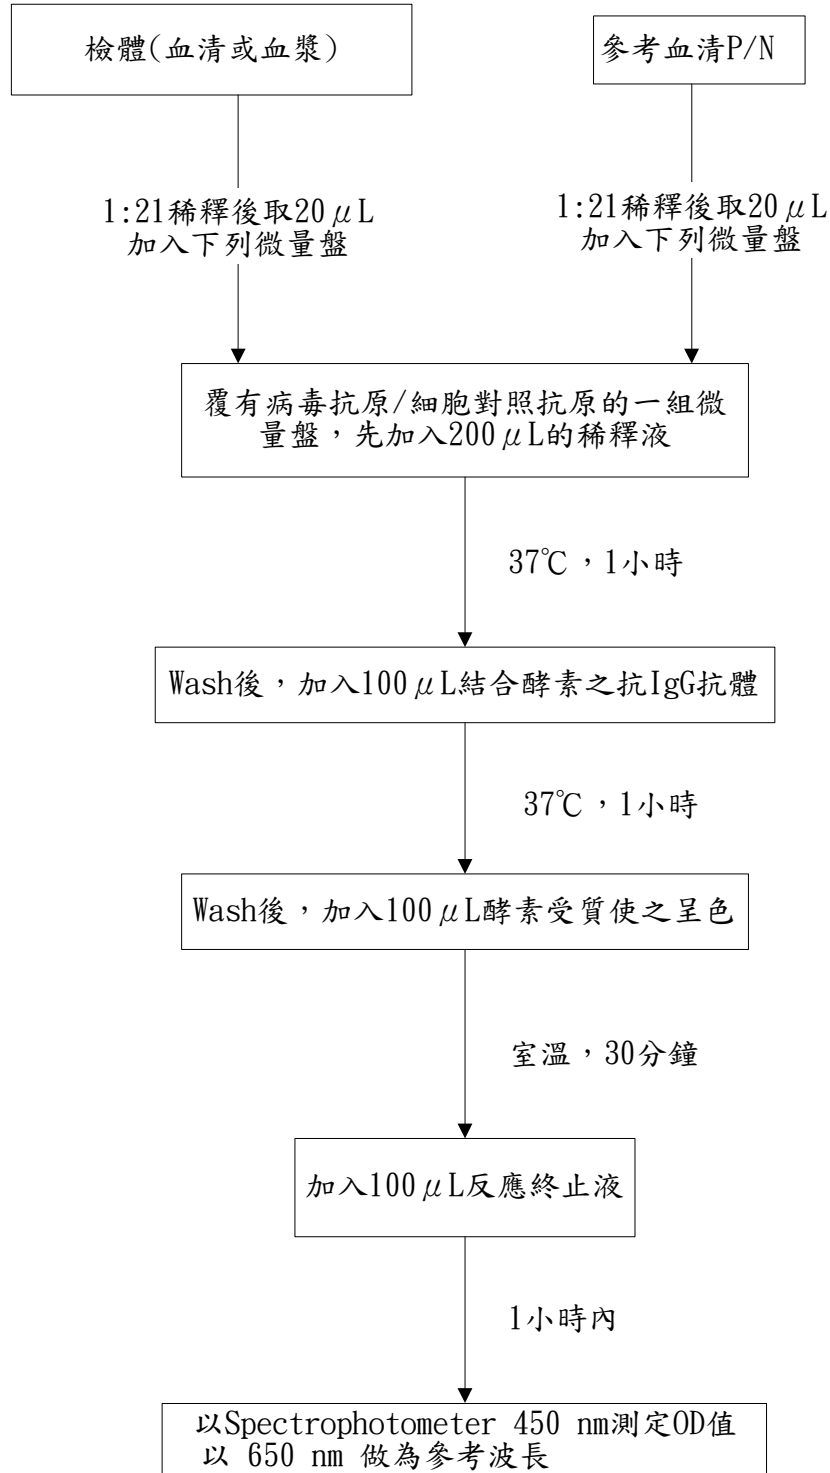 檢體(血清或血漿)
參考血清P/N
1:21稀釋後取20μL
加入下列微量盤
1:21稀釋後取20μL
加入下列微量盤
覆有病毒抗原/細胞對照抗原的一組微
量盤，先加入200μL的稀釋液
37℃，1小時
Wash後，加入100μL結合酵素之抗IgG抗體
37℃，1小時
Wash後，加入100μL酵素受質使之呈色
室溫，30分鐘
加入100μL反應終止液
1小時內
以Spectrophotometer 450 nm測定OD值
以 650 nm 做為參考波長